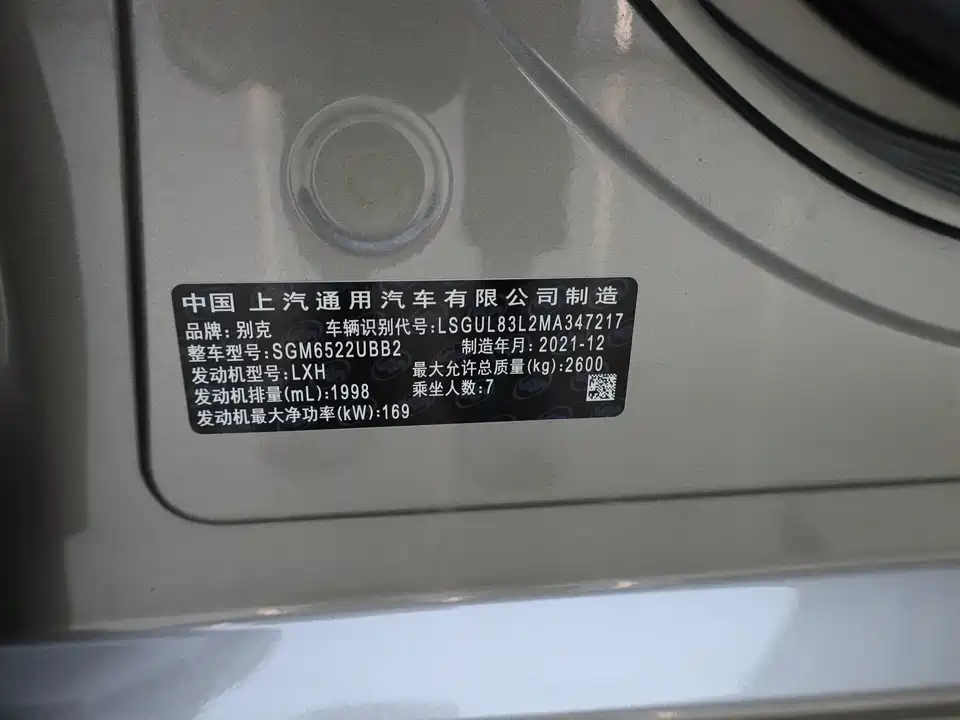 中国 上汽通用汽车有限公司制造
品牌:别克 车辆识别代号:LSGUL83L2MA347217
整车型号:SGM6522UBB2 制造年月:2021-12
发动机型号:LXH 最大允许总质量(kg):2600
发动机排量(mL):1998 乘坐人数:7
发动机最大净功率(kW):169